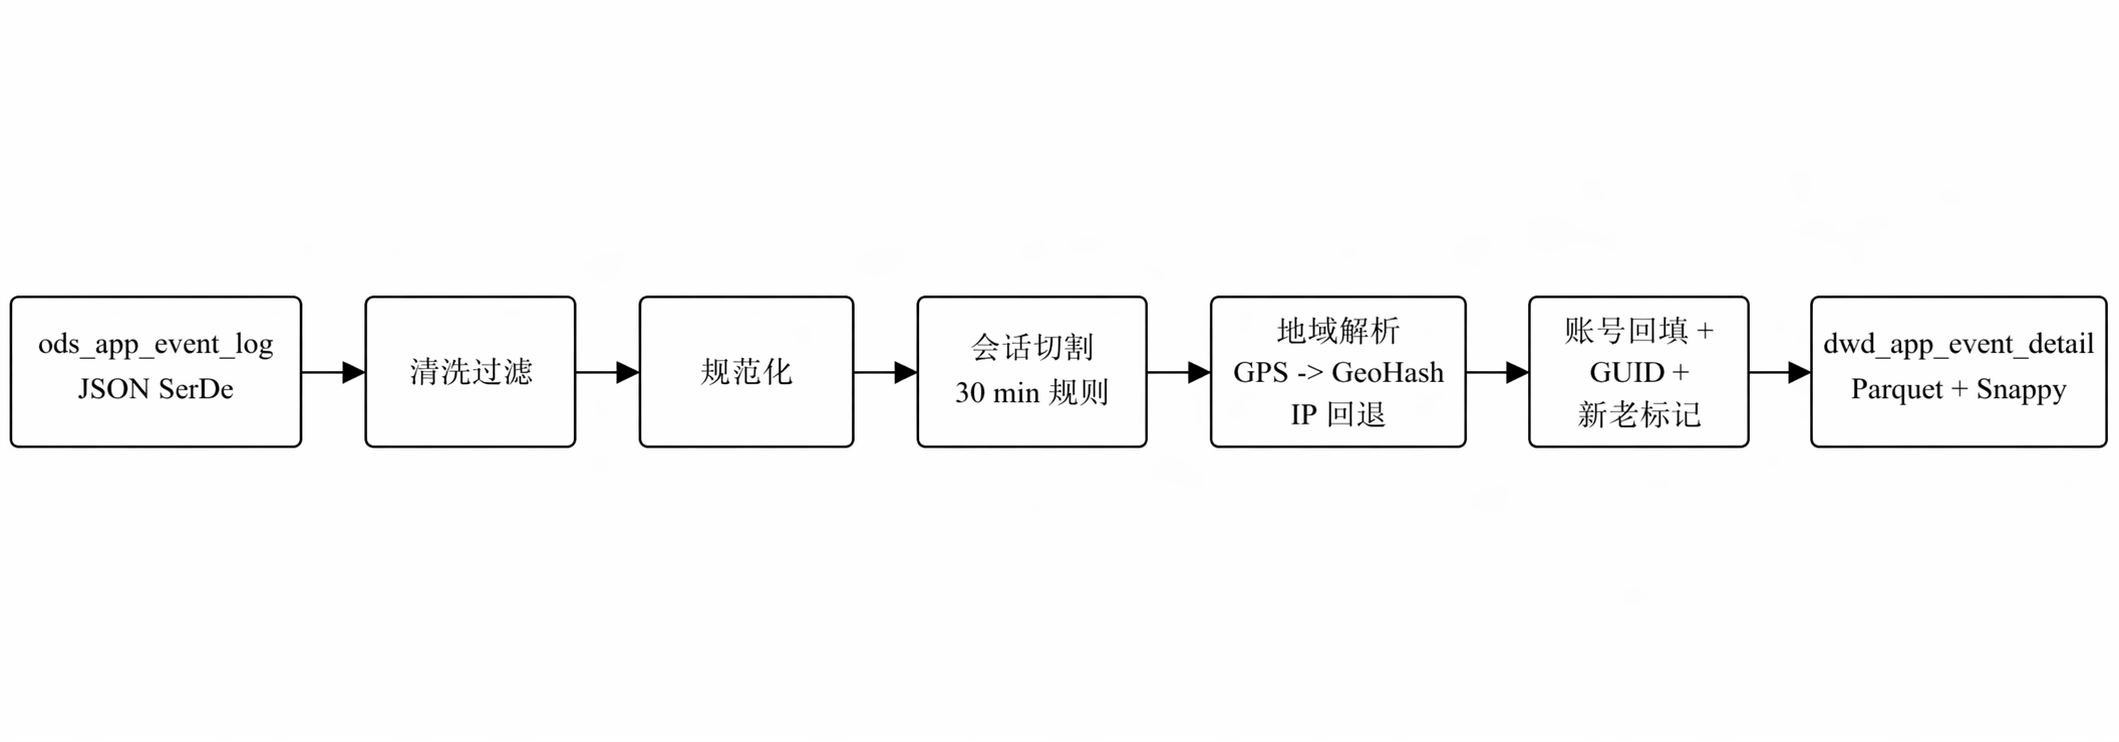 ods_app_event_log
JSON SerDe
清洗过滤
规范化
会话切割
30 min 规则
地域解析
GPS -> GeoHash
IP 回退
账号回填 +
GUID +
新老标记
dwd_app_event_detail
Parquet + Snappy